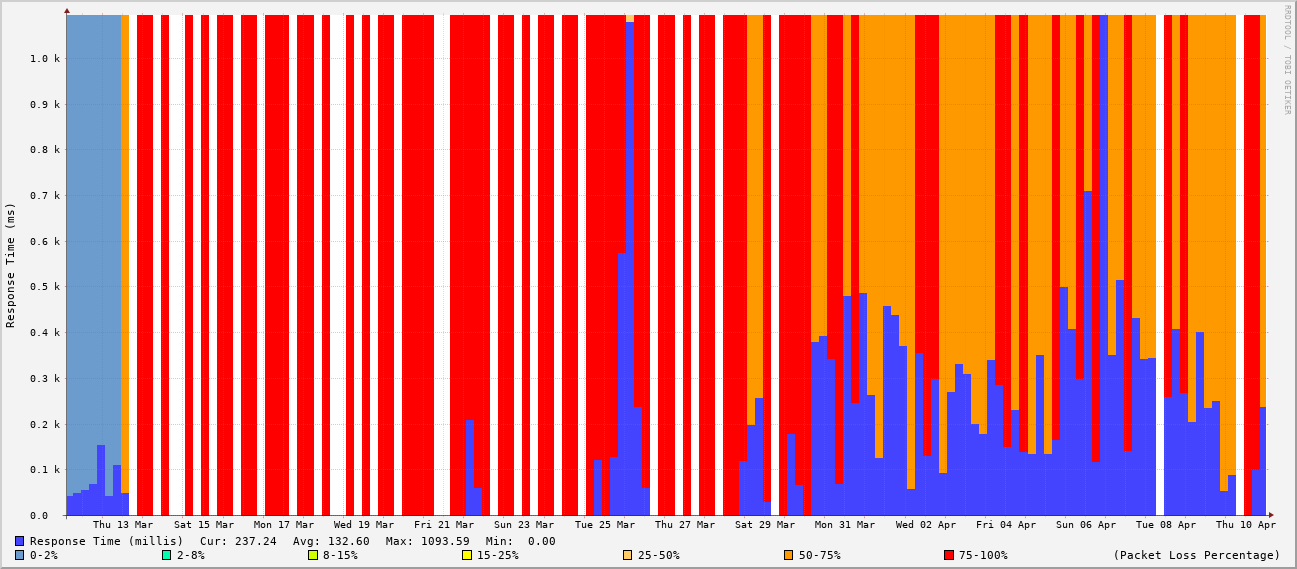 RRDTOOL / TOBI OETIKER
Response Time (ms)
1.0 k
0.9 k
0.8 k
0.7 k
0.6 k
0.5 k
0.4 k
0.3 k
0.2 k
0.1 k
0.0
Thu 13 Mar Sat 15 Mar Mon 17 Mar Wed 19 Mar Fri 21 Mar Sun 23 Mar Tue 25 Mar Thu 27 Mar Sat 29 Mar Mon 31 Mar Wed 02 Apr Fri 04 Apr Sun 06 Apr Tue 08 Apr Thu 10 Apr
Response Time (millis) Cur: 237.24 Avg: 132.60 Max: 1093.59 Min: 0.00
0-2% 2-8% 8-15% 15-25% 25-50% 50-75% 75-100% (Packet Loss Percentage)